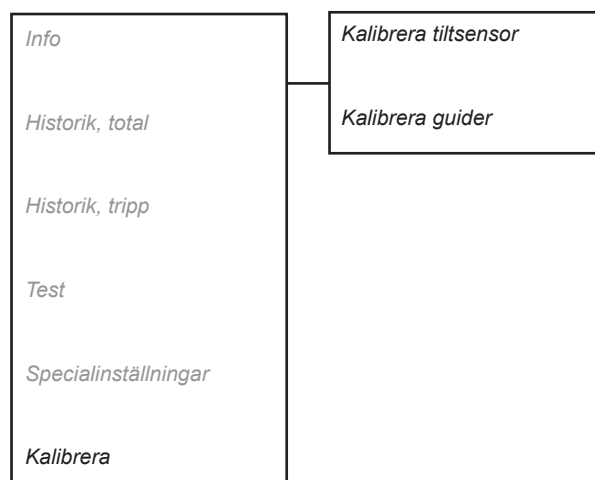 Info
Historik, total
Historik, tripp
Test
Specialinställningar
Kalibrera
Kalibrera tiltsensor
Kalibrera guider